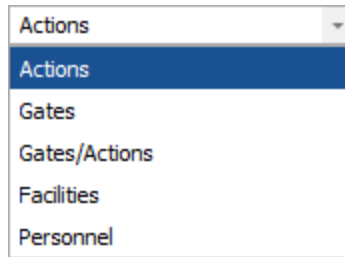 Actions
Actions
Gates
Gates/Actions
Facilities
Personnel